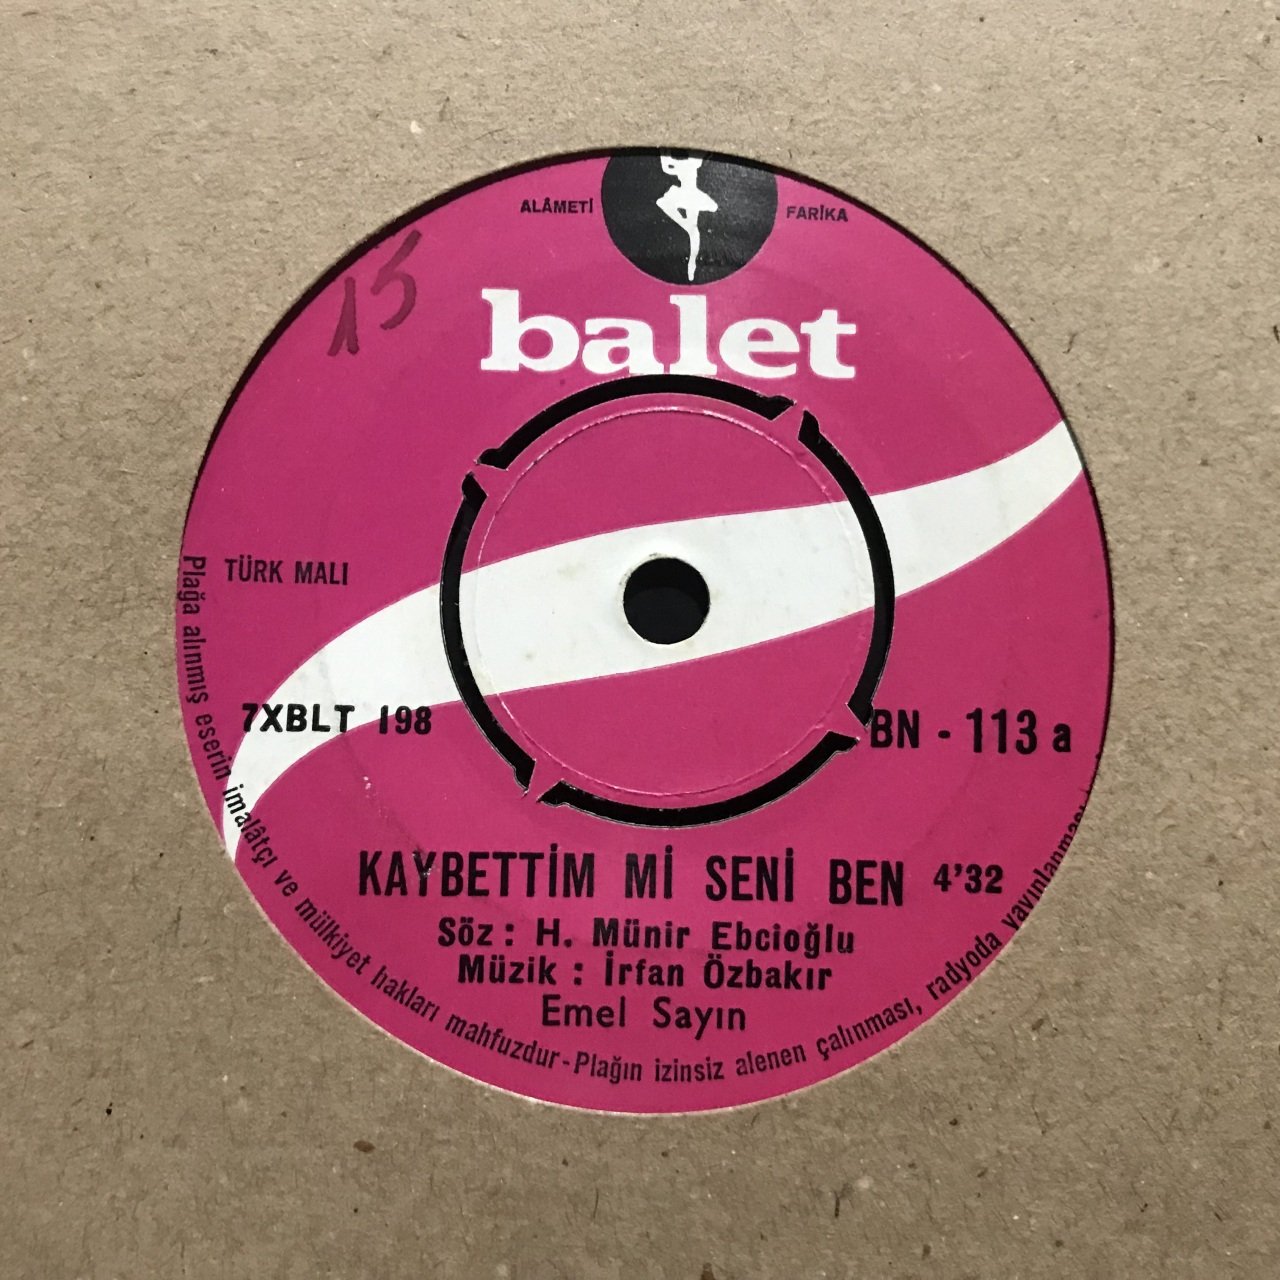 15
ALÂMETİ FARİKA
balet
TÜRK MALI
7XBLT 198
BN - 113 a
KAYBETTİM Mİ SENİ BEN 4'32
Söz : H. Münir Ebcioğlu
Müzik : İrfan Özbakır
Emel Sayın
Plağa alınmış eserin imalâtçı ve mülkiyet hakları mahfuzdur-Plağın izinsiz alenen çalınması, radyoda yayınlanması